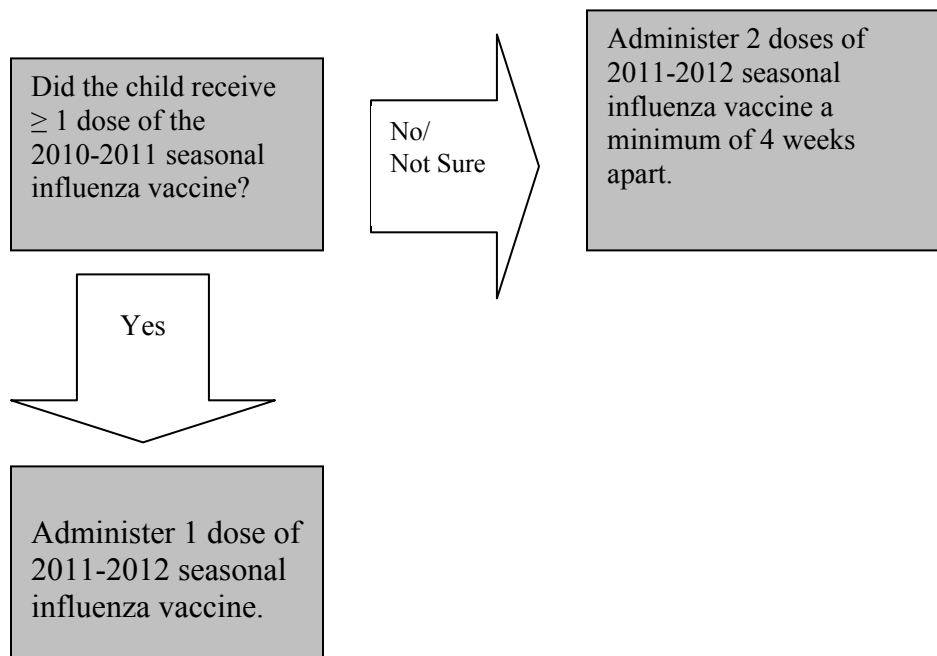 Did the child receive
≥ 1 dose of the
2010-2011 seasonal
influenza vaccine?
No/
Not Sure
Administer 2 doses of
2011-2012 seasonal
influenza vaccine a
minimum of 4 weeks
apart.
Yes
Administer 1 dose of
2011-2012 seasonal
influenza vaccine.